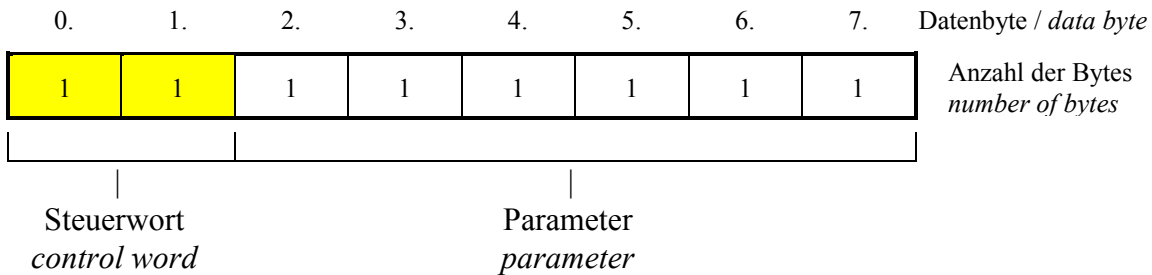 0. 1. 2. 3. 4. 5. 6. 7. Datenbyte / data byte
1 1 1 1 1 1 1 1 Anzahl der Bytes
number of bytes
Steuerwort Parameter
control word parameter